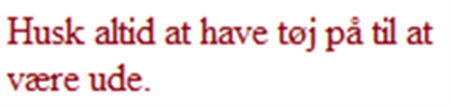 Husk altid at have tøj på til at
være ude.